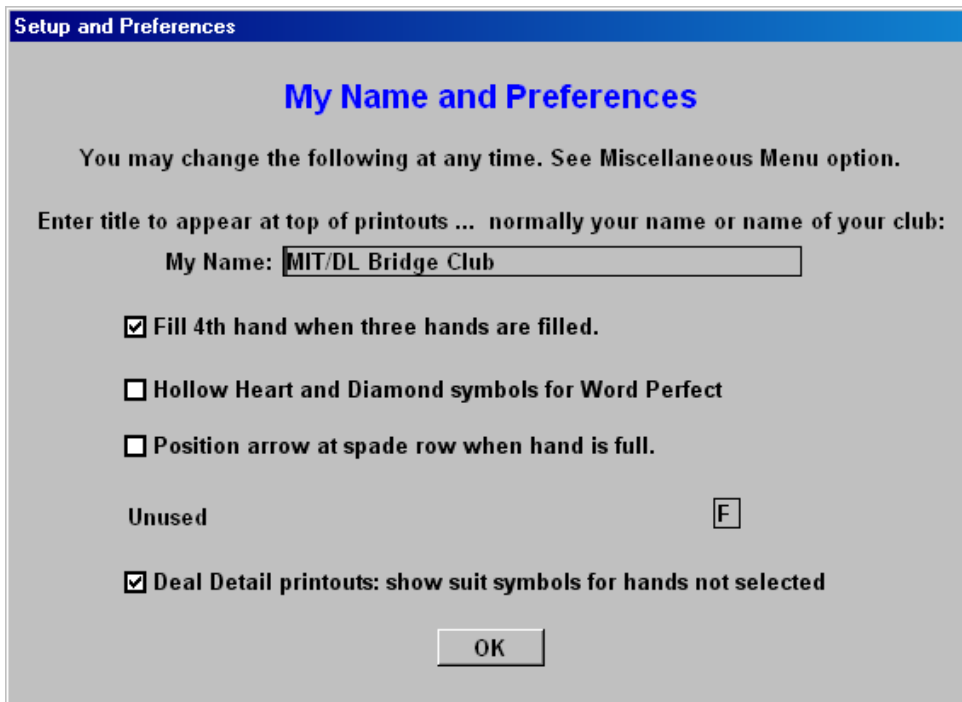 Setup and Preferences
My Name and Preferences
You may change the following at any time. See Miscellaneous Menu option.
Enter title to appear at top of printouts ... normally your name or name of your club:
My Name: MIT/DL Bridge Club
Fill 4th hand when three hands are filled.
Hollow Heart and Diamond symbols for Word Perfect
Position arrow at spade row when hand is full.
Unused F
Deal Detail printouts: show suit symbols for hands not selected
OK